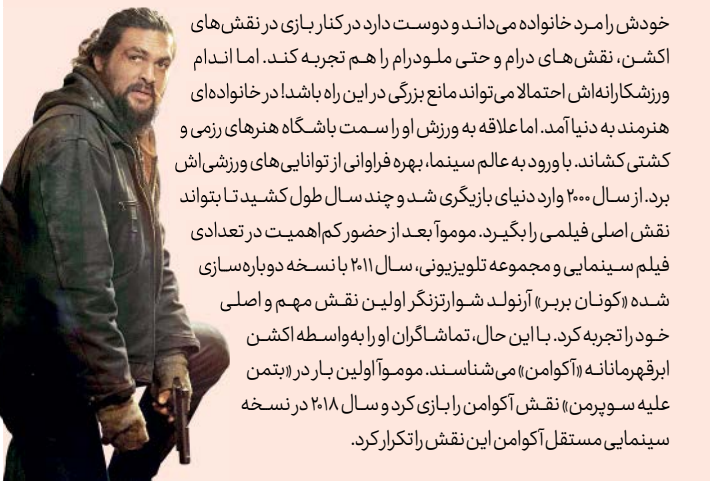 خودش را مرد خانواده می‌داند و دوست دارد در کنار بازی در نقش‌های
اکشن، نقش‌های درام و حتی ملودرام را هم تجربه کند. اما اندام
ورزشکارانه‌اش احتمالا می‌تواند مانع بزرگی در این راه باشد! در خانواده‌ای
هنرمند به دنیا آمد. اما علاقه به ورزش او را سمت باشگاه هنرهای رزمی و
کشتی کشاند. با ورود به عالم سینما، بهره فراوانی از توانایی‌های ورزشی‌اش
برد. از سال ۲۰۰۰ وارد دنیای بازیگری شد و چند سال طول کشید تا بتواند
نقش اصلی فیلمی را بگیرد. موموآ بعد از حضور کم‌اهمیت در تعدادی
فیلم سینمایی و مجموعه تلویزیونی، سال ۲۰۱۱ با نسخه دوباره‌سازی
شده «کونان بربر» آرنولد شوارتزنگر اولین نقش مهم و اصلی
خود را تجربه کرد. با این حال، تماشاگران او را به‌واسطه اکشن
ابرقهرمانانه «آکوامن» می‌شناسند. موموآ اولین بار در «بتمن
علیه سوپرمن» نقش آکوامن را بازی کرد و سال ۲۰۱۸ در نسخه
سینمایی مستقل آکوامن این نقش را تکرار کرد.